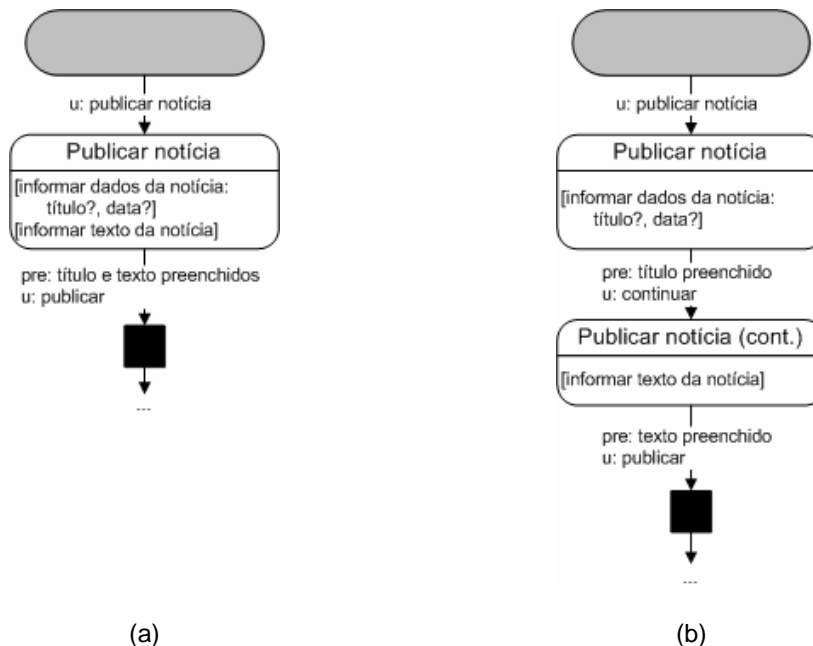 u: publicar notícia
Publicar notícia
[informar dados da notícia:
título?, data?]
[informar texto da notícia]
pre: título e texto preenchidos
u: publicar
...
(a)
u: publicar notícia
Publicar notícia
[informar dados da notícia:
título?, data?]
pre: título preenchido
u: continuar
Publicar notícia (cont.)
[informar texto da notícia]
pre: texto preenchido
u: publicar
...
(b)